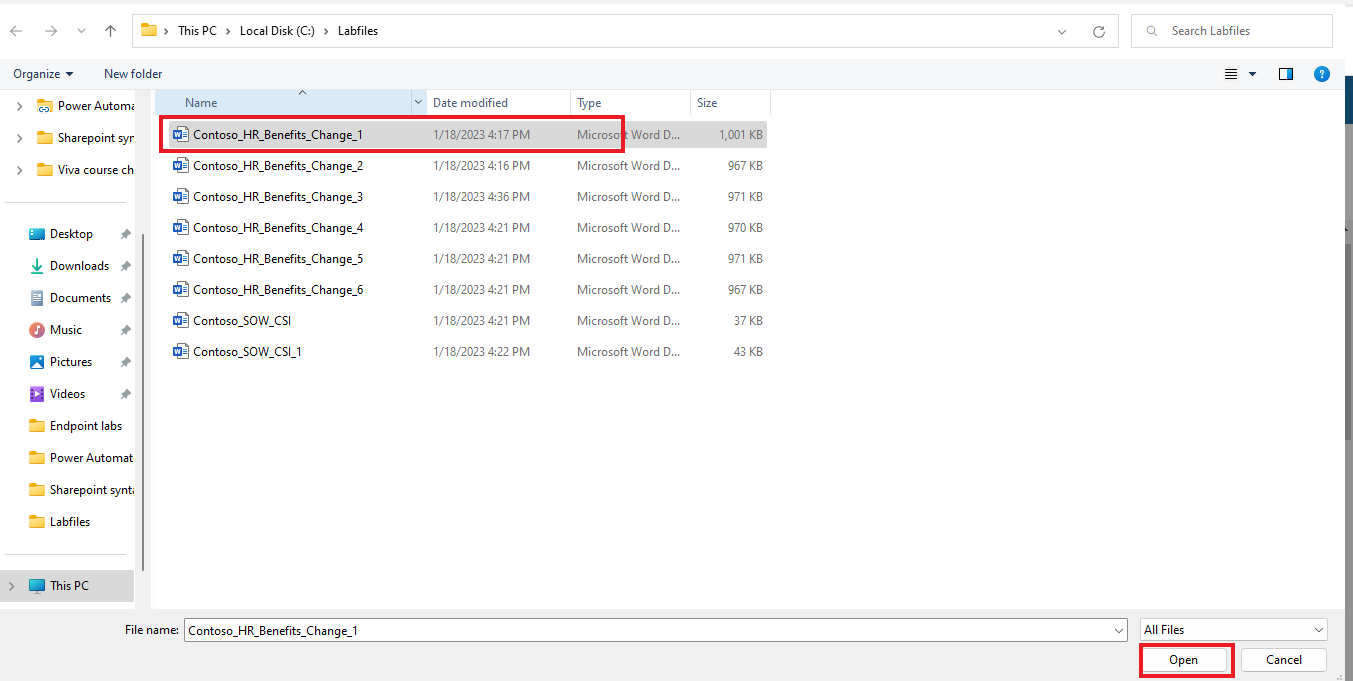 This PC > Local Disk (C:) > Labfiles
Search Labfiles
Organize
New folder
?
Power Automa
Sharepoint syn
Viva course ch
Desktop
Downloads
Documents
Music
Pictures
Videos
Endpoint labs
Power Automat
Sharepoint synta
Labfiles
This PC
Name Date modified Type Size
Contoso_HR_Benefits_Change_1 1/18/2023 4:17 PM Microsoft Word D... 1,001 KB
Contoso_HR_Benefits_Change_2 1/18/2023 4:16 PM Microsoft Word D... 967 KB
Contoso_HR_Benefits_Change_3 1/18/2023 4:36 PM Microsoft Word D... 971 KB
Contoso_HR_Benefits_Change_4 1/18/2023 4:21 PM Microsoft Word D... 970 KB
Contoso_HR_Benefits_Change_5 1/18/2023 4:21 PM Microsoft Word D... 971 KB
Contoso_HR_Benefits_Change_6 1/18/2023 4:21 PM Microsoft Word D... 967 KB
Contoso_SOW_CSI 1/18/2023 4:21 PM Microsoft Word D... 37 KB
Contoso_SOW_CSI_1 1/18/2023 4:22 PM Microsoft Word D... 43 KB
File name: Contoso_HR_Benefits_Change_1
All Files
Open
Cancel